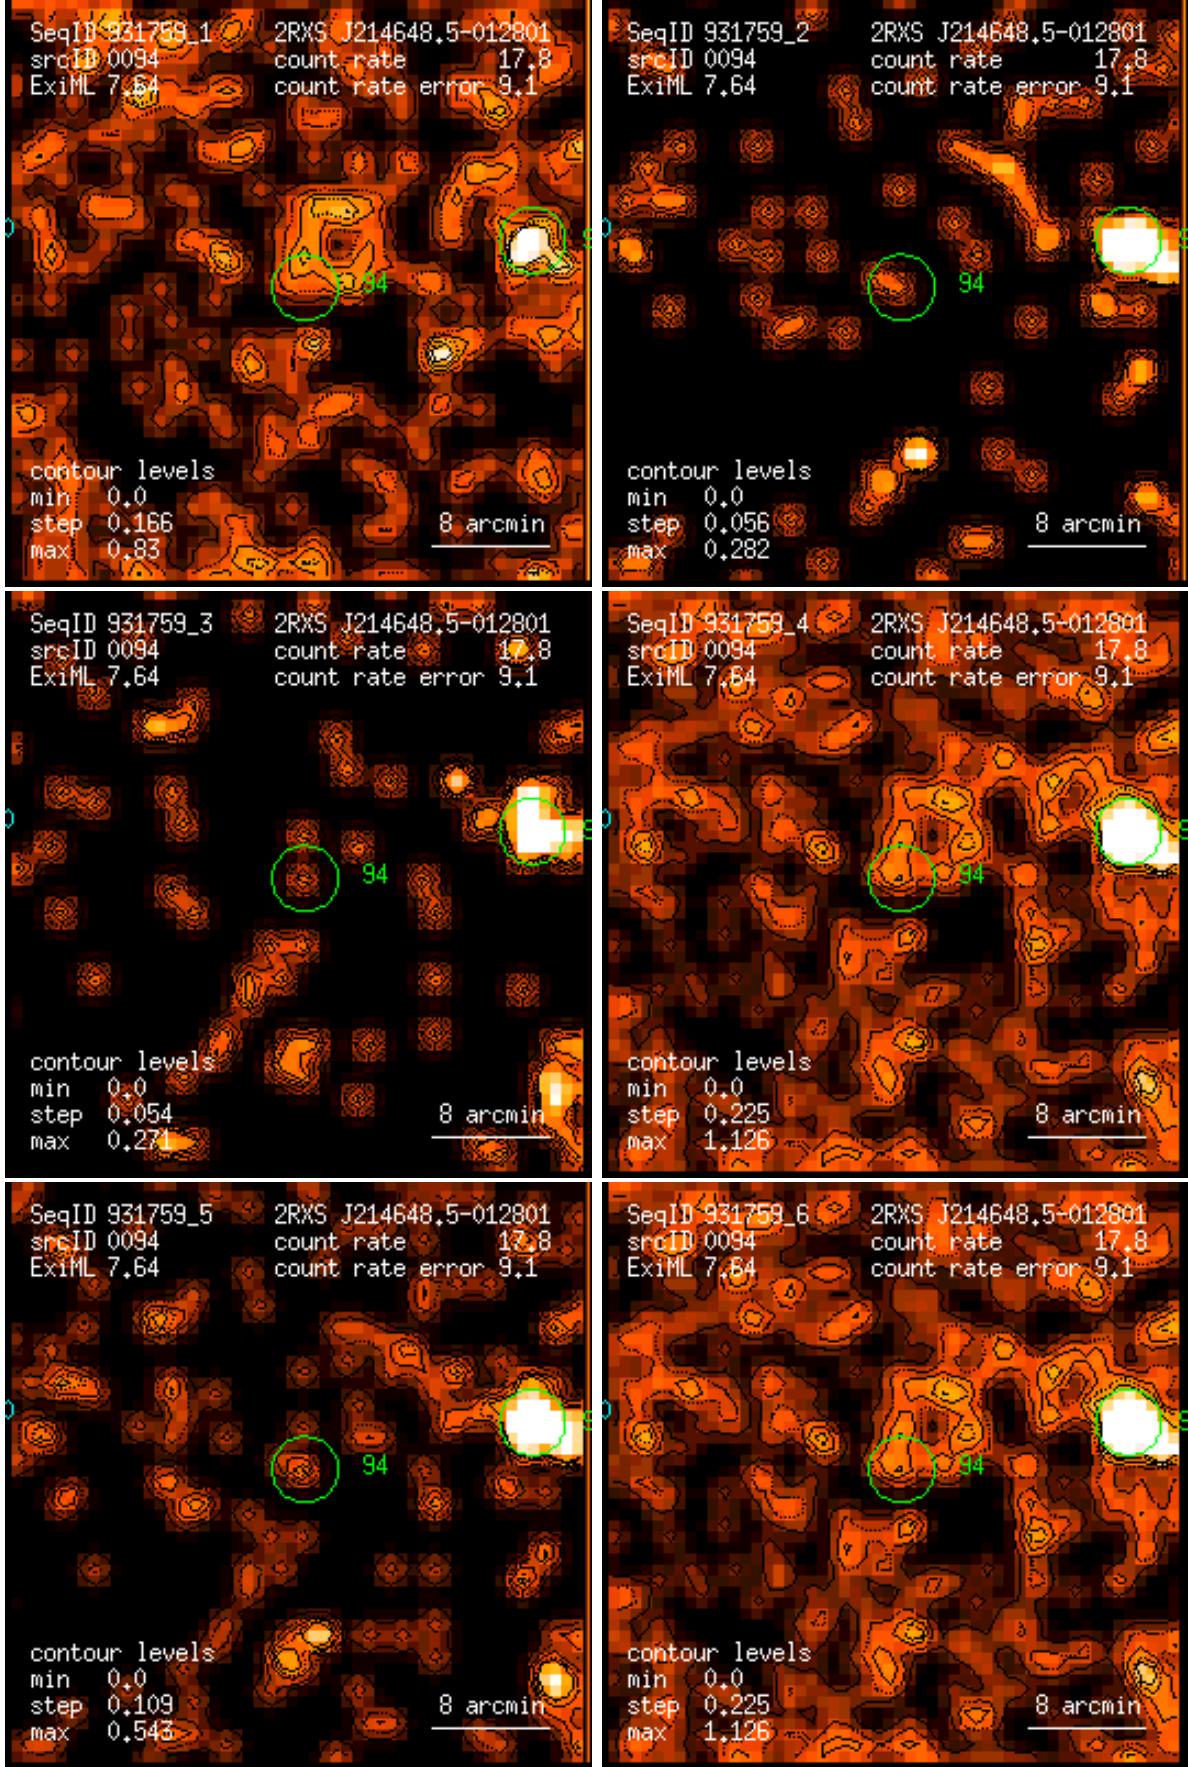 SeqID 931759_1 2RXS J214648.5-012801
srcID 0094 count rate 17.8
ExiML 7.64 count rate error 9.1
94
contour levels
min 0.0
step 0.166
max 0.83
8 arcmin
SeqID 931759_2 2RXS J214648.5-012801
srcID 0094 count rate 17.8
ExiML 7.64 count rate error 9.1
94
contour levels
min 0.0
step 0.056
max 0.282
8 arcmin
SeqID 931759_3 2RXS J214648.5-012801
srcID 0094 count rate 17.8
ExiML 7.64 count rate error 9.1
94
contour levels
min 0.0
step 0.054
max 0.271
8 arcmin
SeqID 931759_4 2RXS J214648.5-012801
srcID 0094 count rate 17.8
ExiML 7.64 count rate error 9.1
94
contour levels
min 0.0
step 0.225
max 1.126
8 arcmin
SeqID 931759_5 2RXS J214648.5-012801
srcID 0094 count rate 17.8
ExiML 7.64 count rate error 9.1
94
contour levels
min 0.0
step 0.109
max 0.543
8 arcmin
SeqID 931759_6 2RXS J214648.5-012801
srcID 0094 count rate 17.8
ExiML 7.64 count rate error 9.1
94
contour levels
min 0.0
step 0.225
max 1.126
8 arcmin